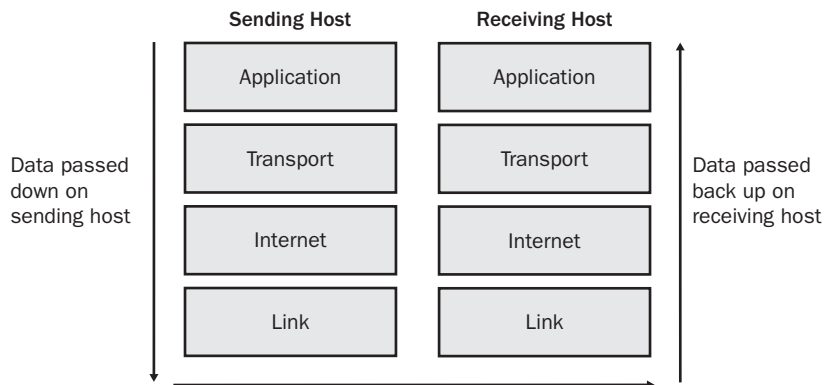 Sending Host
Receiving Host
Application
Application
Transport
Transport
Data passed
down on
sending host
Data passed
back up on
receiving host
Internet
Internet
Link
Link